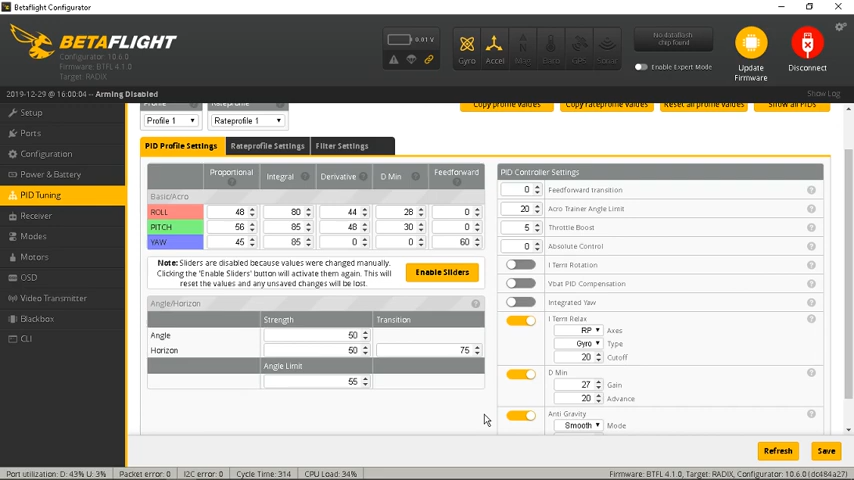 Betaflight Configurator
BETAFLIGHT
Configurator: 10.6.0
Firmware: BTFL 4.1.0
Target: RADIX
0.01 V
Gyro
Accel
Mag
Baro
GPS
Sonar
No dataflash
chip found
Enable Expert Mode
Update
Firmware
Disconnect
2019-12-29 @ 16:00:04 -- Arming Disabled
Show Log
Setup
Ports
Configuration
Power & Battery
PID Tuning
Receiver
Modes
Motors
OSD
Video Transmitter
Blackbox
CLI
Profile
Rateprofile
Copy profile values
Copy rateprofile values
Reset all profile values
Show all PIDs
Profile 1
Rateprofile 1
PID Profile Settings
Rateprofile Settings
Filter Settings
Proportional Integral Derivative D Min Feedforward
Basic/Acro
ROLL 48 80 44 28 0
PITCH 56 85 48 30 0
YAW 45 85 0 0 60
Note: Sliders are disabled because values were changed manually.
Clicking the 'Enable Sliders' button will activate them again. This will
reset the values and any unsaved changes will be lost.
Enable Sliders
Angle/Horizon
Strength Transition
Angle 50
Horizon 50 75
Angle Limit
55
PID Controller Settings
0 Feedforward transition
20 Acro Trainer Angle Limit
5 Throttle Boost
0 Absolute Control
I Term Rotation
Vbat PID Compensation
Integrated Yaw
I Term Relax
RP Axes
Gyro Type
20 Cutoff
D Min
27 Gain
20 Advance
Anti Gravity
Smooth Mode
Refresh
Save
Port utilization: D: 43% U: 3%
Packet error: 0
I2C error: 0
Cycle Time: 314
CPU Load: 34%
Firmware: BTFL 4.1.0, Target: RADIX, Configurator: 10.6.0 (dc484a27)